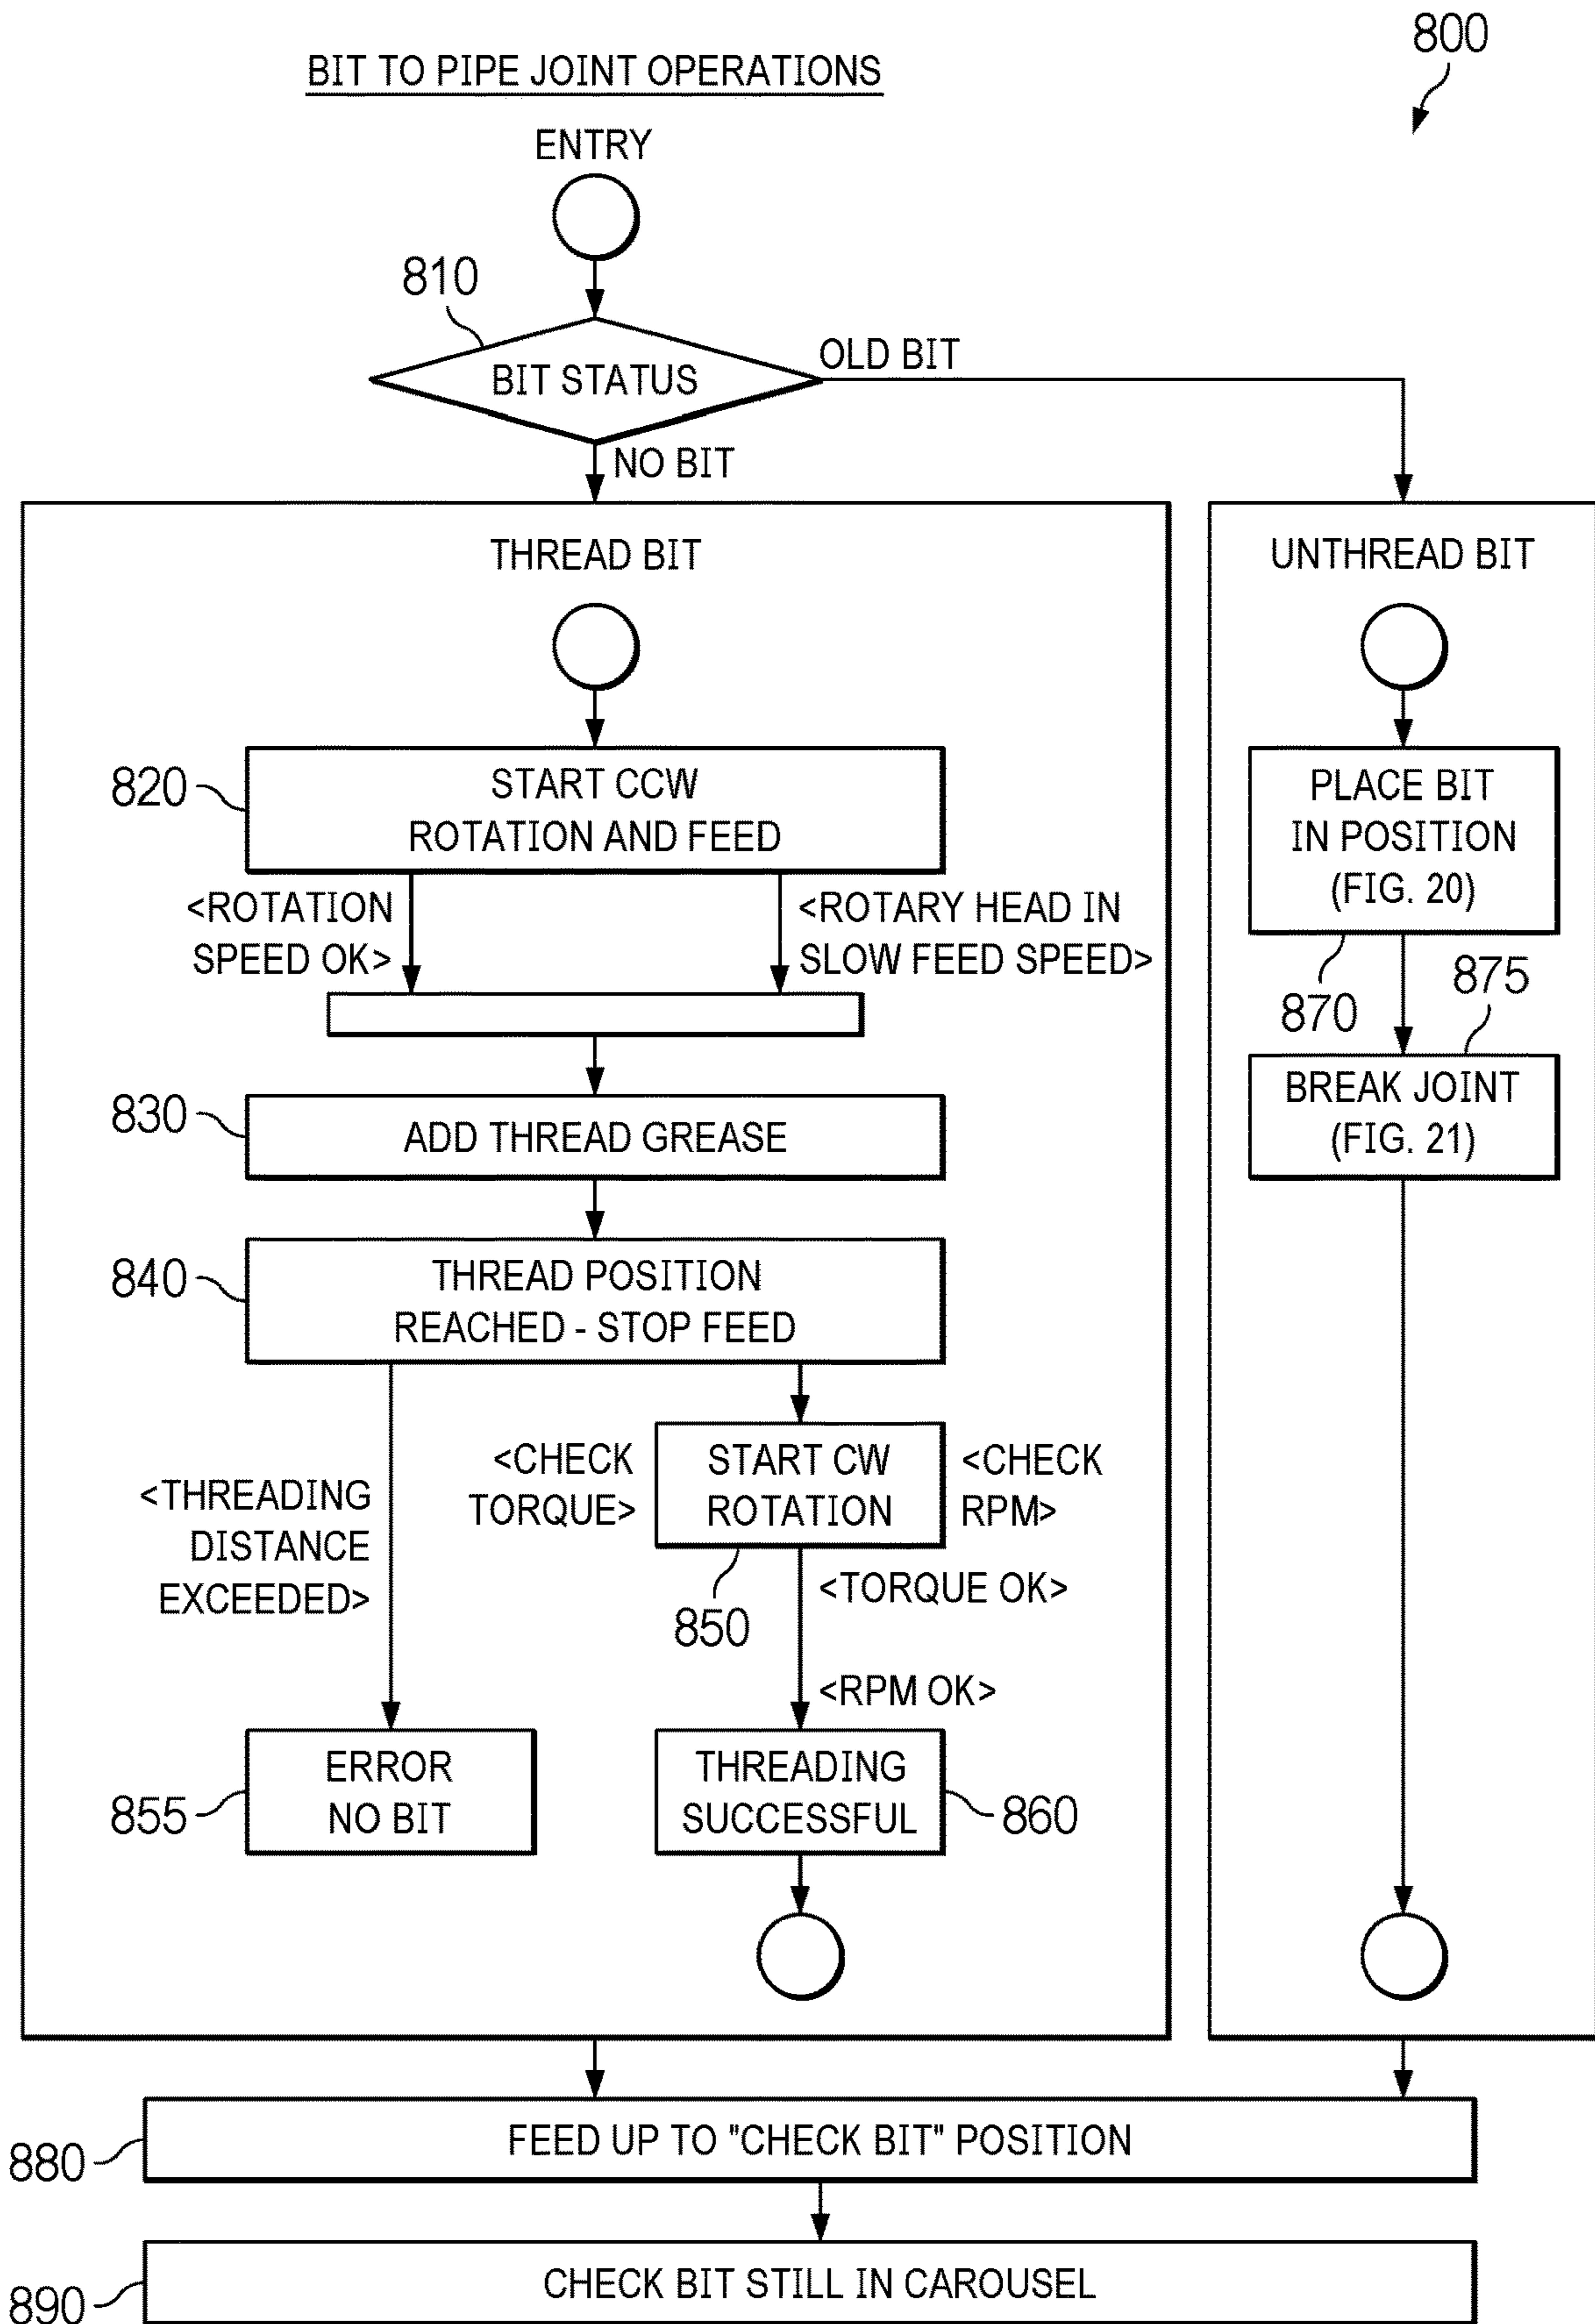 800
BIT TO PIPE JOINT OPERATIONS
ENTRY
810
BIT STATUS
OLD BIT
NO BIT
THREAD BIT
820
START CCW
ROTATION AND FEED
<ROTATION
SPEED OK>
<ROTARY HEAD IN
SLOW FEED SPEED>
830
ADD THREAD GREASE
840
THREAD POSITION
REACHED - STOP FEED
<THREADING
DISTANCE
EXCEEDED>
<CHECK
TORQUE>
START CW
ROTATION
<CHECK
RPM>
850
<TORQUE OK>
<RPM OK>
855
ERROR
NO BIT
THREADING
SUCCESSFUL
860
UNTHREAD BIT
PLACE BIT
IN POSITION
(FIG. 20)
870
875
BREAK JOINT
(FIG. 21)
880
FEED UP TO "CHECK BIT" POSITION
890
CHECK BIT STILL IN CAROUSEL